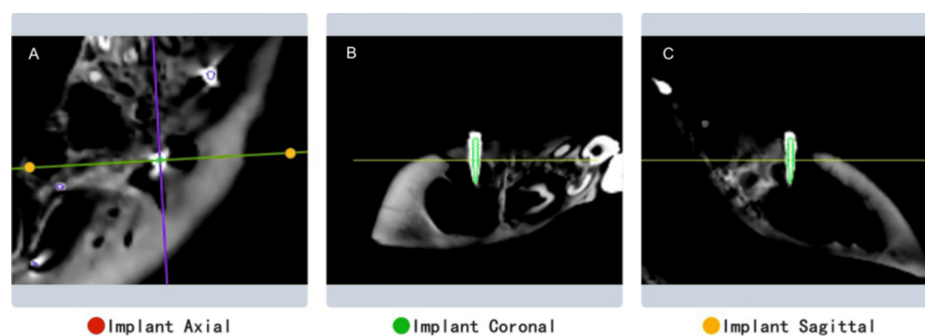 A
B
C
Implant Axial
Implant Coronal
Implant Sagittal